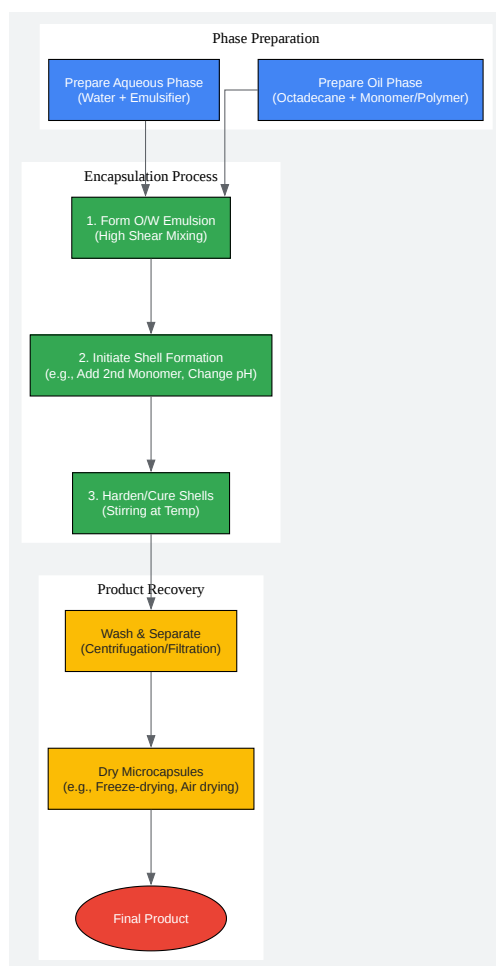 Phase Preparation
Prepare Aqueous Phase
(Water + Emulsifier)
Prepare Oil Phase
(Octadecane + Monomer/Polymer)
Encapsulation Process
1. Form O/W Emulsion
(High Shear Mixing)
2. Initiate Shell Formation
(e.g., Add 2nd Monomer, Change pH)
3. Harden/Cure Shells
(Stirring at Temp)
Product Recovery
Wash & Separate
(Centrifugation/Filtration)
Dry Microcapsules
(e.g., Freeze-drying, Air drying)
Final Product